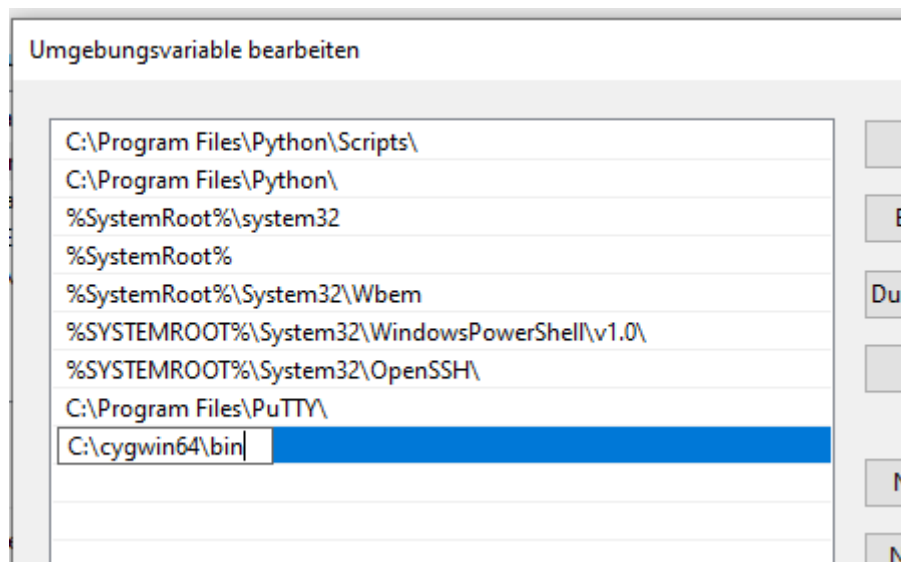 Umgebungsvariable bearbeiten
C:\Program Files\Python\Scripts\
C:\Program Files\Python\
%SystemRoot%\system32
%SystemRoot%
%SystemRoot%\System32\Wbem
%SYSTEMROOT%\System32\WindowsPowerShell\v1.0\
%SYSTEMROOT%\System32\OpenSSH\
C:\Program Files\PuTTY\
C:\cygwin64\bin
Du